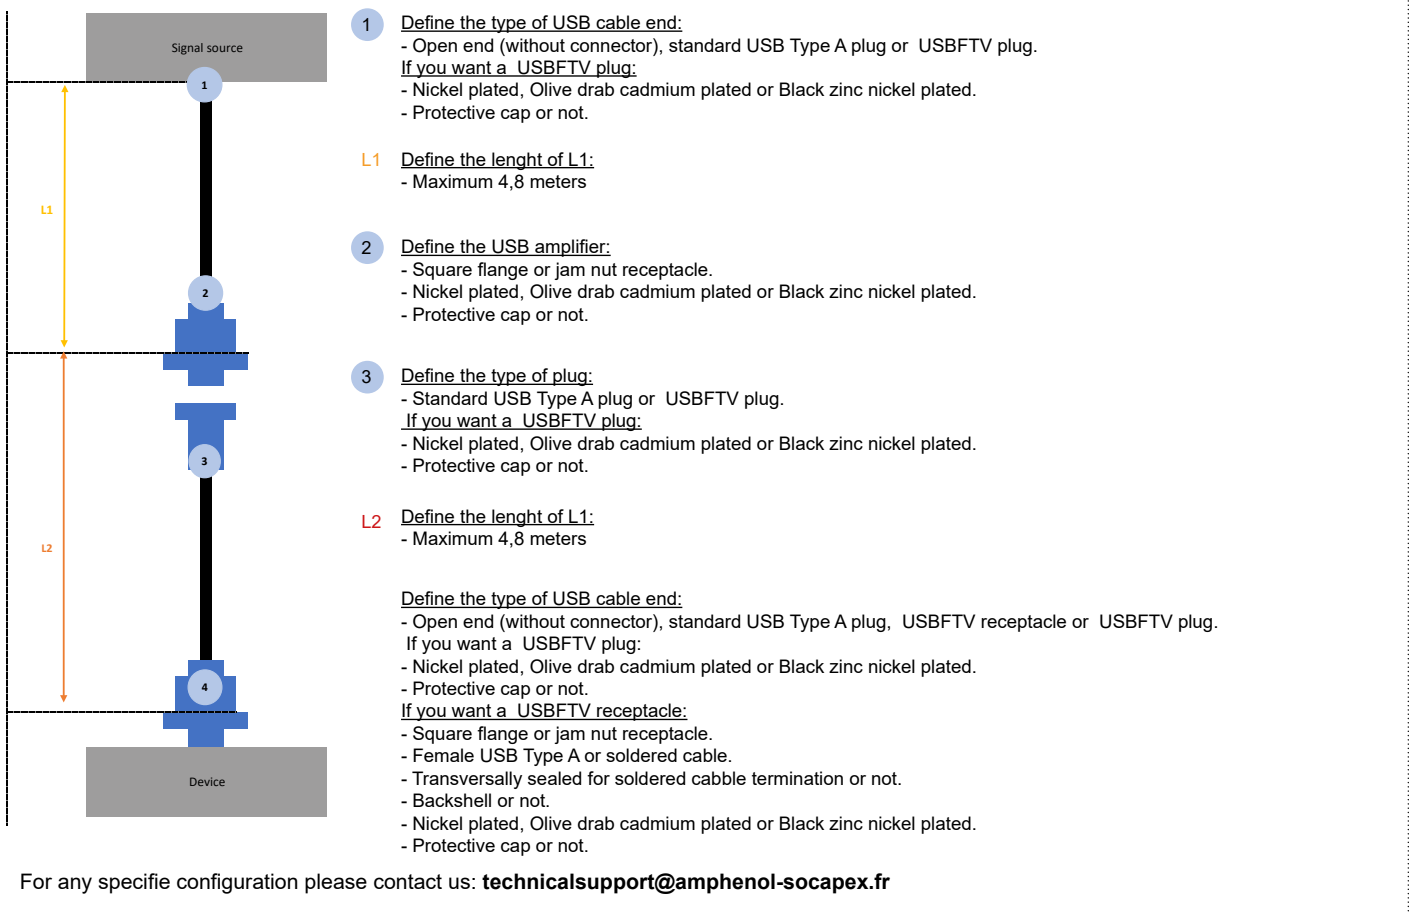 Signal source
1
L1
2
3
L2
4
Device
1 Define the type of USB cable end:
- Open end (without connector), standard USB Type A plug or USBFTV plug.
If you want a USBFTV plug:
- Nickel plated, Olive drab cadmium plated or Black zinc nickel plated.
- Protective cap or not.
L1 Define the lenght of L1:
- Maximum 4,8 meters
2 Define the USB amplifier:
- Square flange or jam nut receptacle.
- Nickel plated, Olive drab cadmium plated or Black zinc nickel plated.
- Protective cap or not.
3 Define the type of plug:
- Standard USB Type A plug or USBFTV plug.
If you want a USBFTV plug:
- Nickel plated, Olive drab cadmium plated or Black zinc nickel plated.
- Protective cap or not.
L2 Define the lenght of L1:
- Maximum 4,8 meters
Define the type of USB cable end:
- Open end (without connector), standard USB Type A plug, USBFTV receptacle or USBFTV plug.
If you want a USBFTV plug:
- Nickel plated, Olive drab cadmium plated or Black zinc nickel plated.
- Protective cap or not.
If you want a USBFTV receptacle:
- Square flange or jam nut receptacle.
- Female USB Type A or soldered cable.
- Transversally sealed for soldered cabble termination or not.
- Backshell or not.
- Nickel plated, Olive drab cadmium plated or Black zinc nickel plated.
- Protective cap or not.
For any specifie configuration please contact us: technicalsupport@amphenol-socapex.fr